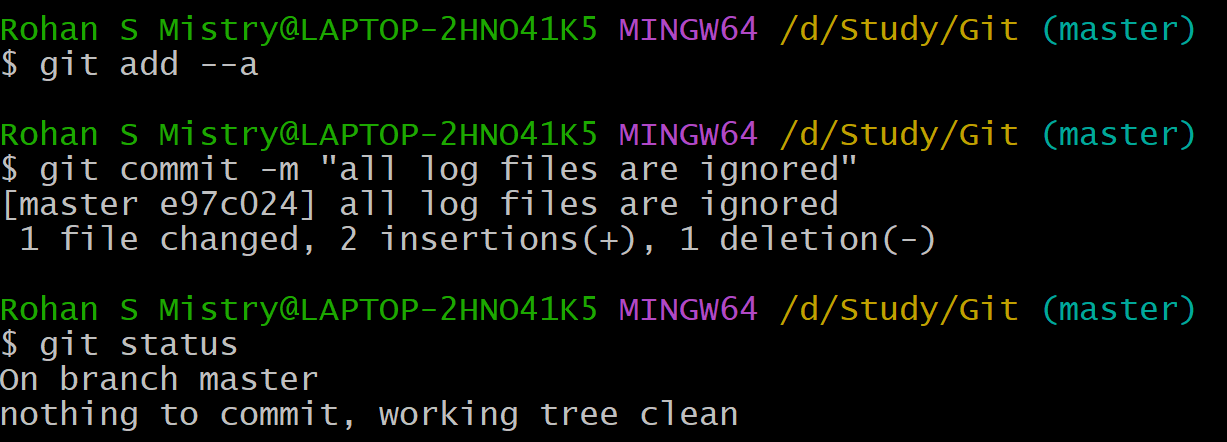 Rohan S Mistry@LAPTOP-2HNO41K5 MINGW64 /d/Study/Git (master)
$ git add --a
Rohan S Mistry@LAPTOP-2HNO41K5 MINGW64 /d/Study/Git (master)
$ git commit -m "all log files are ignored"
[master e97c024] all log files are ignored
 1 file changed, 2 insertions(+), 1 deletion(-)
Rohan S Mistry@LAPTOP-2HNO41K5 MINGW64 /d/Study/Git (master)
$ git status
On branch master
nothing to commit, working tree clean